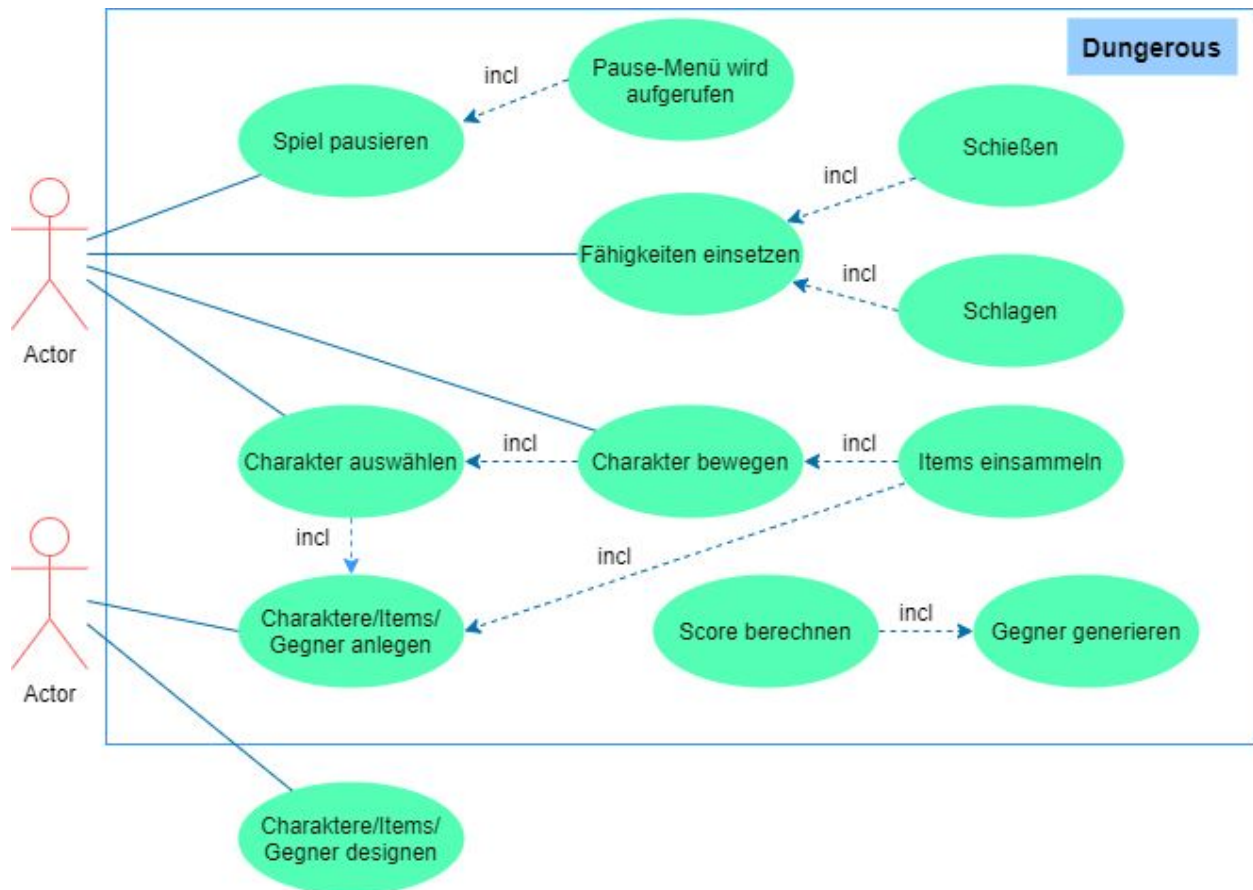 Dungerous
Pause-Menü wird
aufgerufen
incl
Spiel pausieren
Schießen
incl
Fähigkeiten einsetzen
incl
Schlagen
Actor
Charakter auswählen
incl
Charakter bewegen
incl
Items einsammeln
incl
incl
Charaktere/Items/
Gegner anlegen
Score berechnen
incl
Gegner generieren
Actor
Charaktere/Items/
Gegner designen